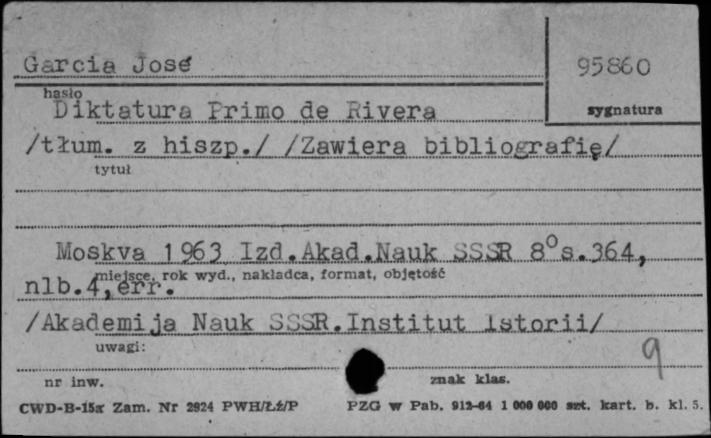 Garcia José
95860
hasło
Diktatura Primo de Rivera
sygnatura
/tłum. z hiszp./ /Zawiera bibliografię/
tytuł
Moskva 1963 Izd.Akad.Nauk SSSR 8° s.364,
miejsce, rok wyd., nakładca, format, objętość
nlb.4,err.
/Akademija Nauk SSSR.Institut istorii/
uwagi:
9
nr inw.
znak klas.
CWD-B-15x Zam. Nr 2924 PWH/Łź/P
PZG w Pab. 912-64 1 000 000 szt. kart. b. kl. 5.